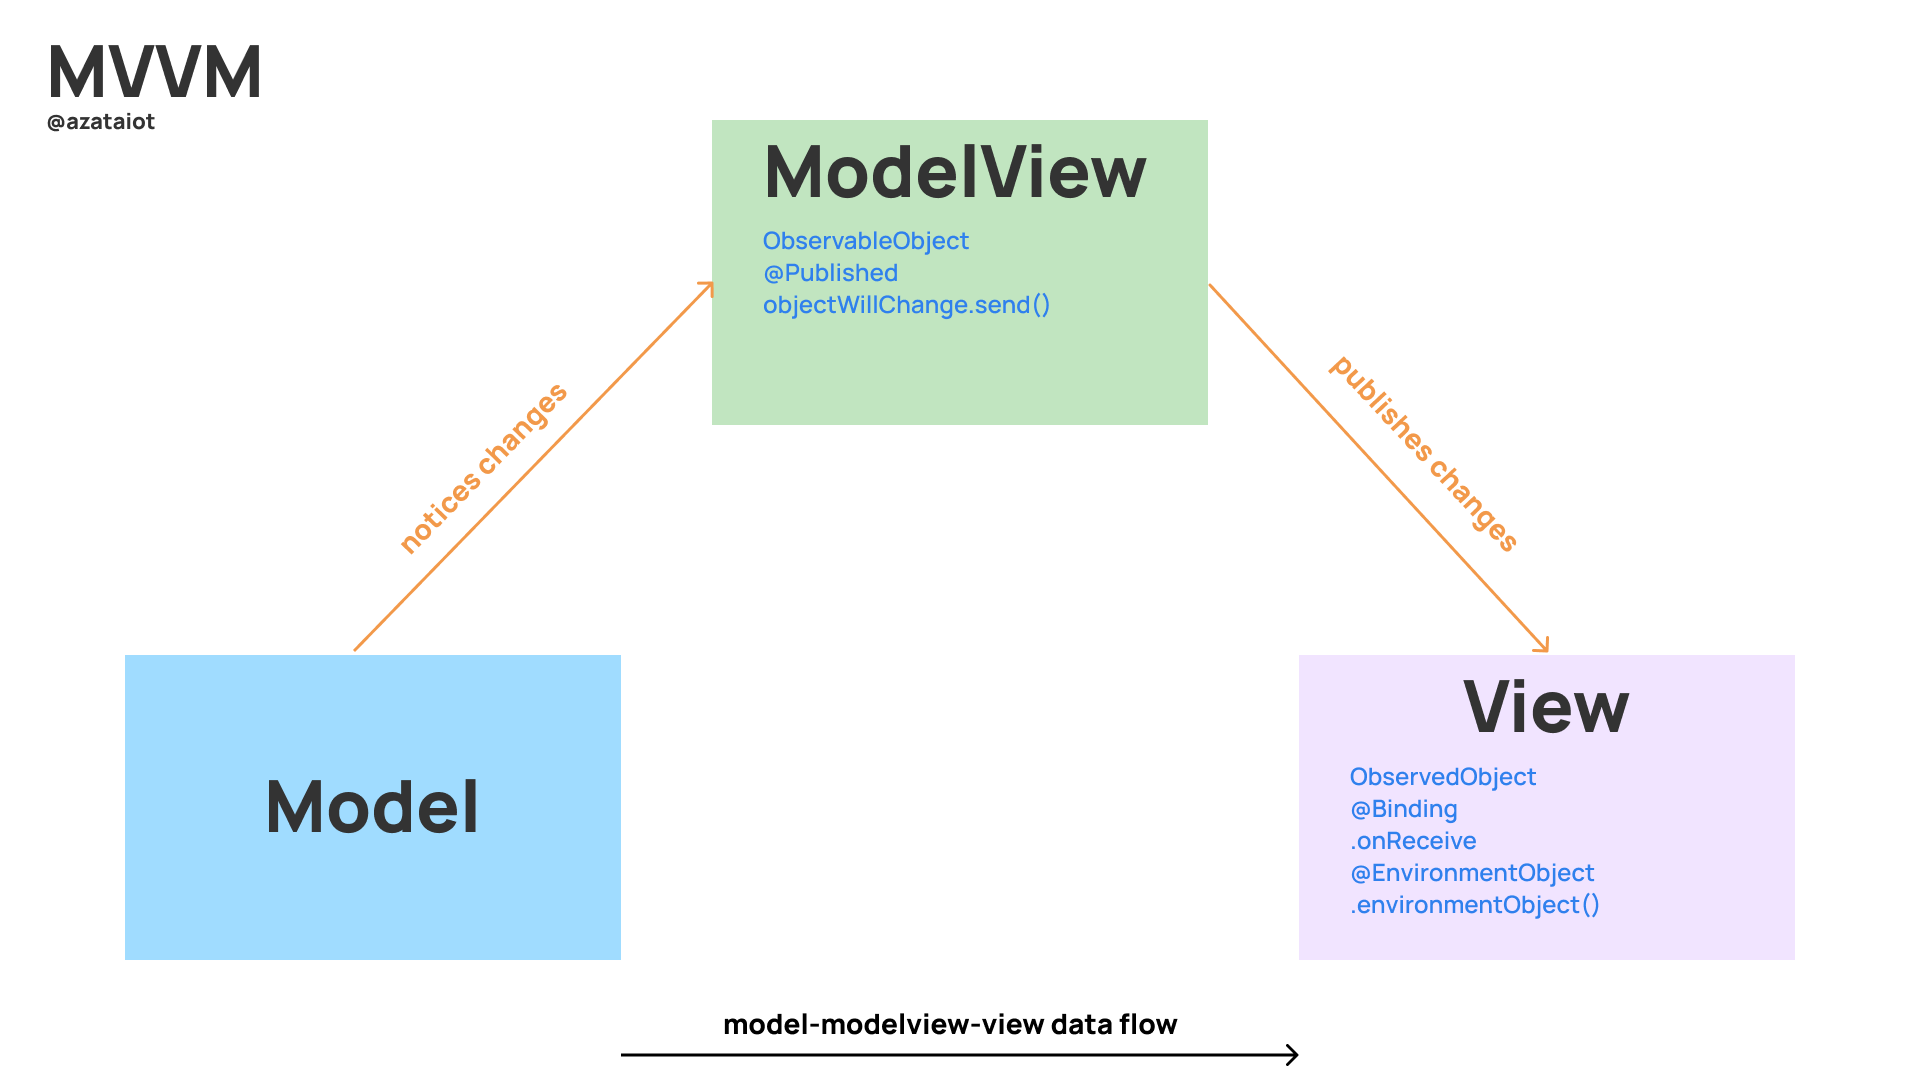 MVVM
@azataiot
ModelView
ObservableObject
@Published
objectWillChange.send()
notices changes
publishes changes
Model
View
ObservedObject
@Binding
.onReceive
@EnvironmentObject
.environmentObject()
model-modelview-view data flow